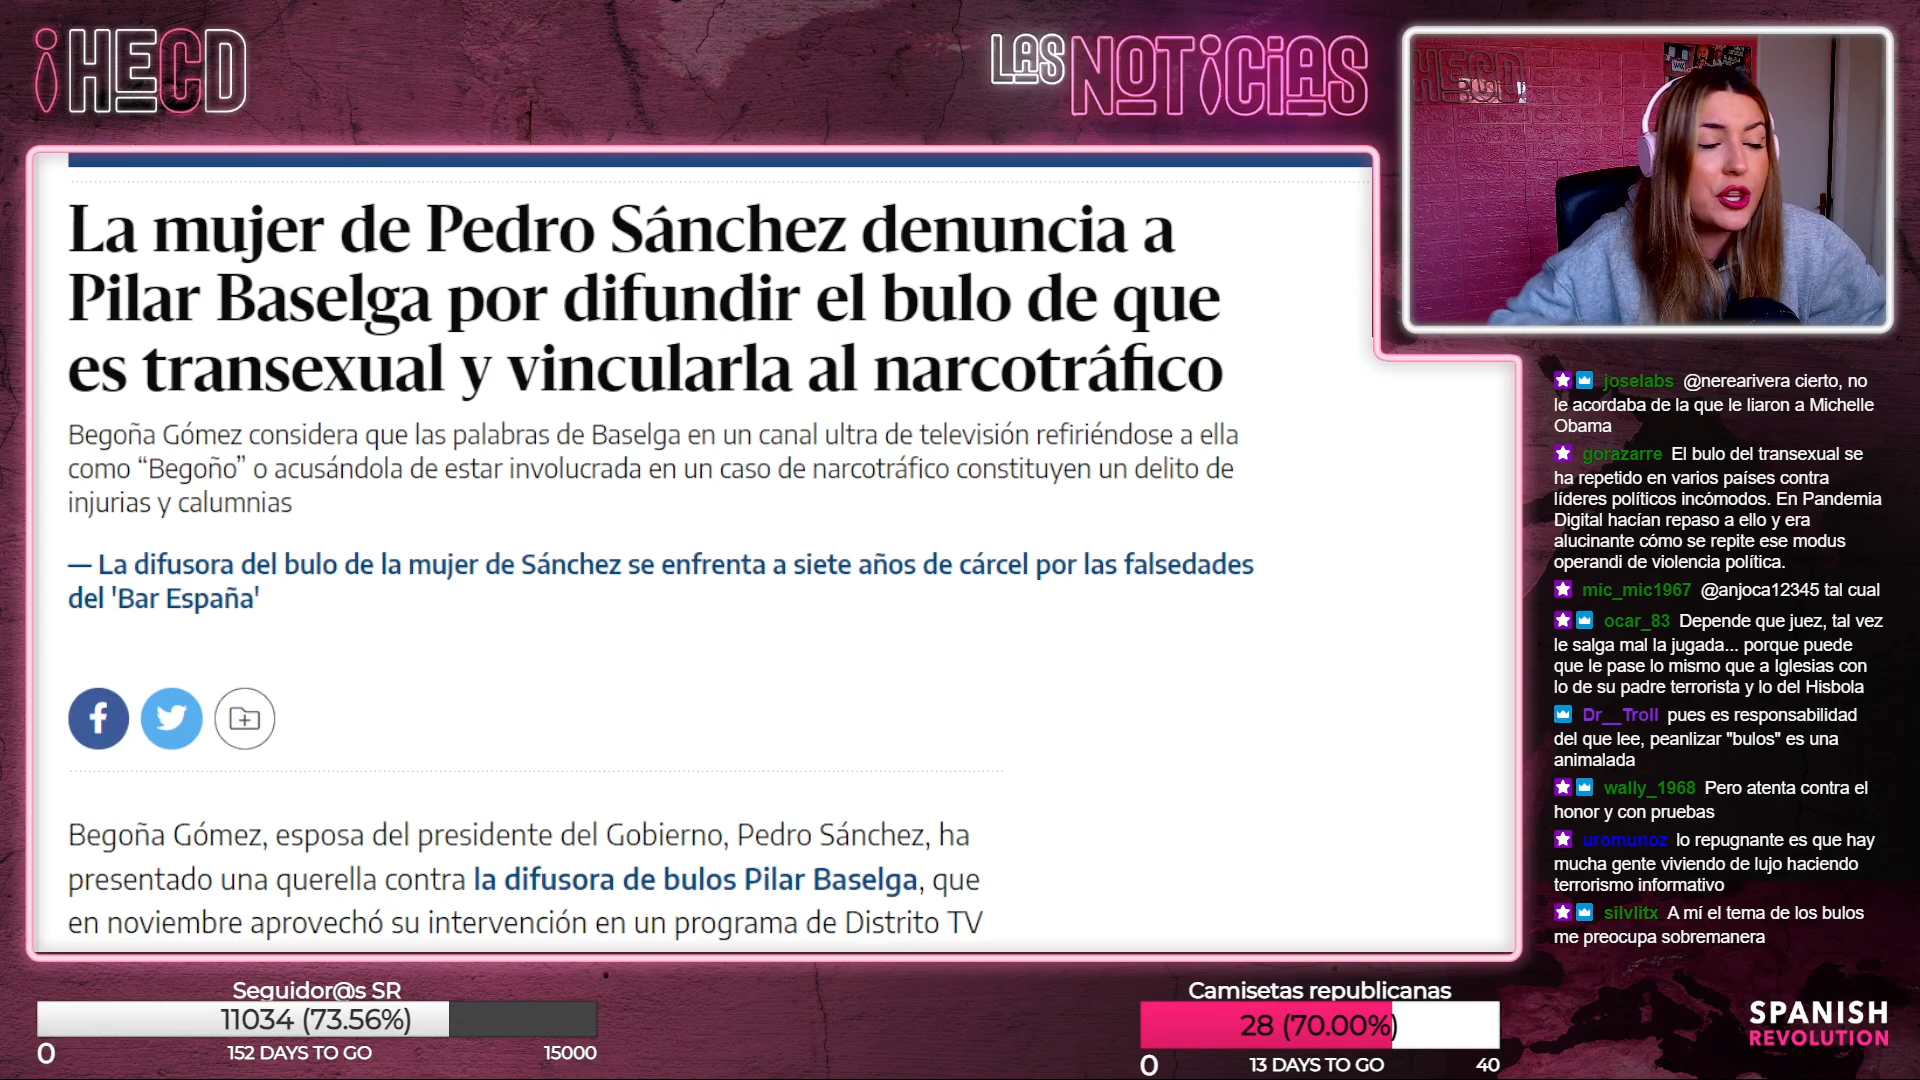 ¡HECD
LAS NOTICIAS
HECD
La mujer de Pedro Sánchez denuncia a
Pilar Baselga por difundir el bulo de que
es transexual y vincularla al narcotráfico
Begoña Gómez considera que las palabras de Baselga en un canal ultra de televisión refiriéndose a ella
como “Begoño” o acusándola de estar involucrada en un caso de narcotráfico constituyen un delito de
injurias y calumnias
— La difusora del bulo de la mujer de Sánchez se enfrenta a siete años de cárcel por las falsedades
del 'Bar España'
Begoña Gómez, esposa del presidente del Gobierno, Pedro Sánchez, ha
presentado una querella contra la difusora de bulos Pilar Baselga, que
en noviembre aprovechó su intervención en un programa de Distrito TV
joselabs @nerearivera cierto, no
le acordaba de la que le liaron a Michelle
Obama
gorazarre El bulo del transexual se
ha repetido en varios países contra
líderes políticos incómodos. En Pandemia
Digital hacían repaso a ello y era
alucinante cómo se repite ese modus
operandi de violencia política.
mic_mic1967 @anjoca12345 tal cual
ocar_83 Depende que juez, tal vez
le salga mal la jugada... porque puede
que le pase lo mismo que a Iglesias con
lo de su padre terrorista y lo del Hisbola
Dr__Troll pues es responsabilidad
del que lee, peanlizar "bulos" es una
animalada
wally_1968 Pero atenta contra el
honor y con pruebas
uromunoz lo repugnante es que hay
mucha gente viviendo de lujo haciendo
terrorismo informativo
silvlitx A mí el tema de los bulos
me preocupa sobremanera
Seguidor@s SR
11034 (73.56%)
0 152 DAYS TO GO 15000
Camisetas republicanas
28 (70.00%)
0 13 DAYS TO GO 40
SPANISH
REVOLUTION